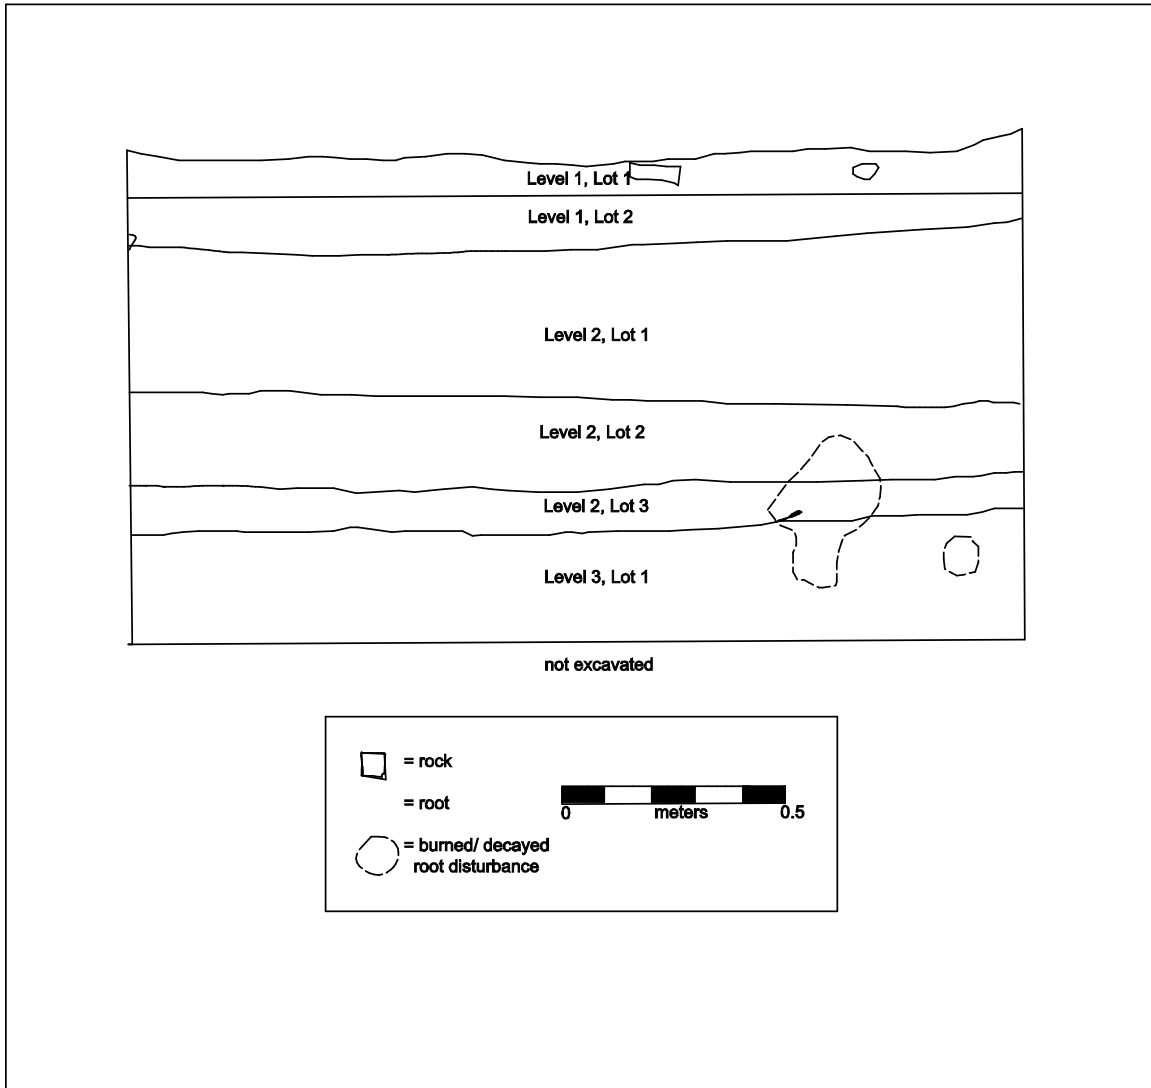 Level 1, Lot 1
Level 1, Lot 2
Level 2, Lot 1
Level 2, Lot 2
Level 2, Lot 3
Level 3, Lot 1
not excavated
= rock
= root
= burned/ decayed
root disturbance
0 meters 0.5